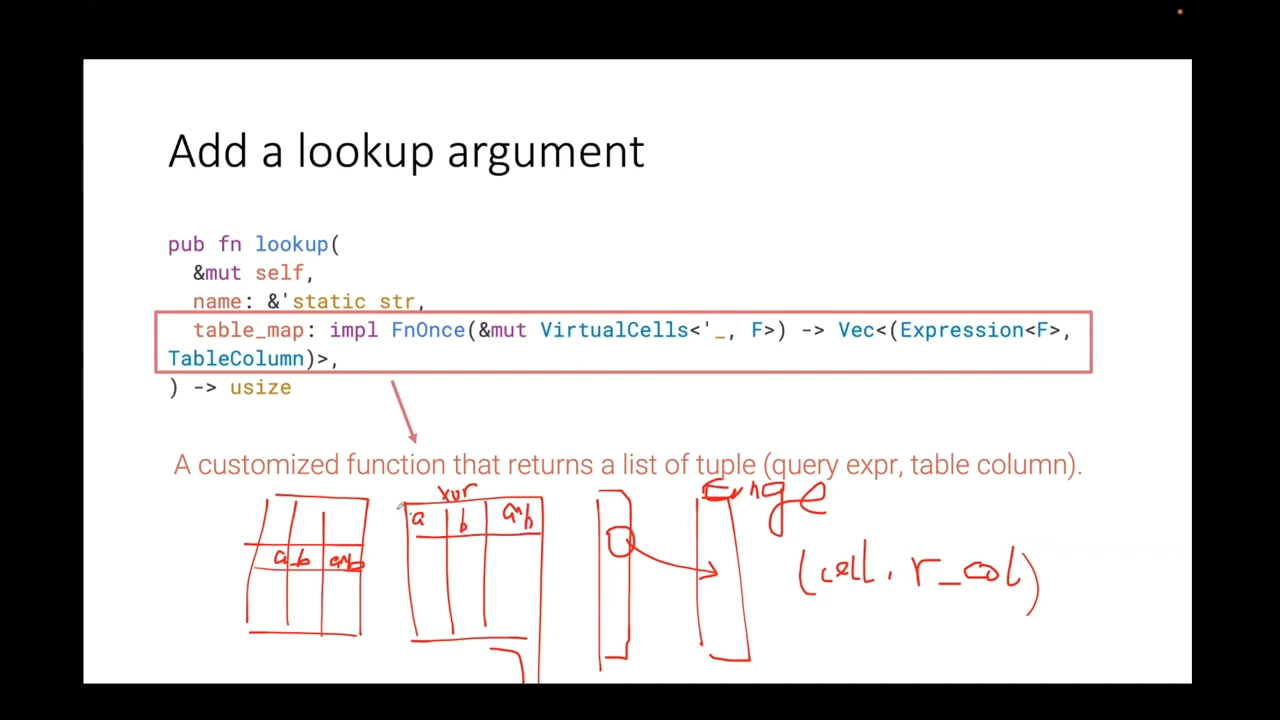 Add a lookup argument
pub fn lookup(
&mut self,
name: &'static str,
table_map: impl FnOnce(&mut VirtualCells<'_, F>) -> Vec<(Expression<F>,
TableColumn)>,
) -> usize
A customized function that returns a list of tuple (query expr, table column).
xor
a b a^b
a b a^b
(cell, r_col)